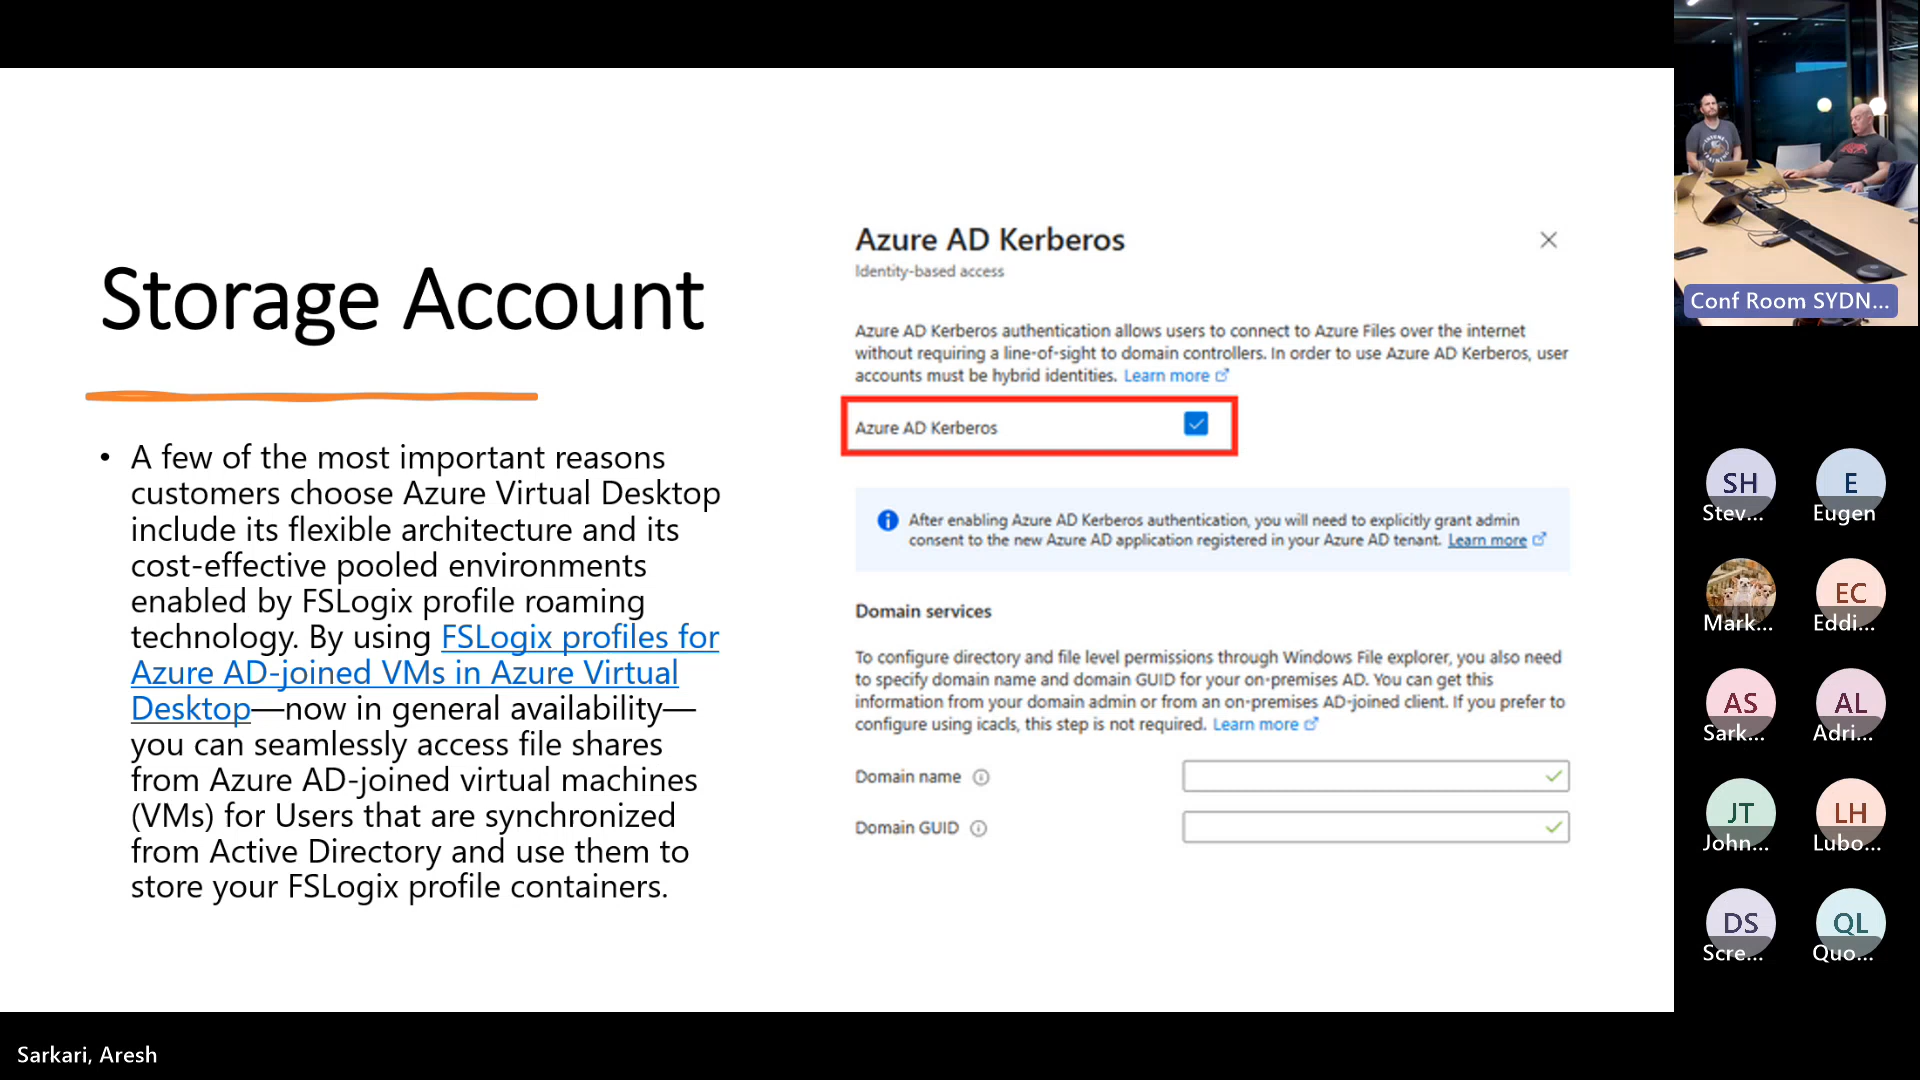 Storage Account
• A few of the most important reasons
customers choose Azure Virtual Desktop
include its flexible architecture and its
cost-effective pooled environments
enabled by FSLogix profile roaming
technology. By using FSLogix profiles for
Azure AD-joined VMs in Azure Virtual
Desktop—now in general availability—
you can seamlessly access file shares
from Azure AD-joined virtual machines
(VMs) for Users that are synchronized
from Active Directory and use them to
store your FSLogix profile containers.
Azure AD Kerberos
Identity-based access
Azure AD Kerberos authentication allows users to connect to Azure Files over the internet
without requiring a line-of-sight to domain controllers. In order to use Azure AD Kerberos, user
accounts must be hybrid identities. Learn more
Azure AD Kerberos
After enabling Azure AD Kerberos authentication, you will need to explicitly grant admin
consent to the new Azure AD application registered in your Azure AD tenant. Learn more
Domain services
To configure directory and file level permissions through Windows File explorer, you also need
to specify domain name and domain GUID for your on-premises AD. You can get this
information from your domain admin or from an on-premises AD-joined client. If you prefer to
configure using icacls, this step is not required. Learn more
Domain name
Domain GUID
Conf Room SYDN...
SH
Stev...
E
Eugen
Mark...
EC
Eddi...
AS
Sark...
AL
Adri...
JT
John...
LH
Lubo...
DS
Scre...
QL
Quo...
Sarkari, Aresh